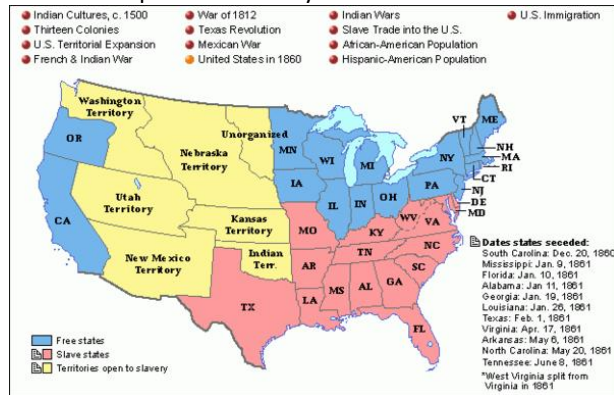 Indian Cultures, c. 1500
War of 1812
Indian Wars
U.S. Immigration
Thirteen Colonies
Texas Revolution
Slave Trade into the U.S.
U.S. Territorial Expansion
Mexican War
African-American Population
French & Indian War
United States in 1860
Hispanic-American Population
Washington
Territory
OR
CA
Utah
Territory
New Mexico
Territory
Nebraska
Territory
Unorganized
Kansas
Territory
Indian
Terr.
MN
WI
MI
IA
IL
IN
OH
PA
NY
VT
ME
NH
MA
RI
CT
NJ
DE
MD
MO
KY
WV
VA
TN
NC
AR
SC
MS
AL
GA
LA
TX
FL
Dates states seceded:
South Carolina: Dec. 20, 1860
Mississippi: Jan. 9, 1861
Florida: Jan. 10, 1861
Alabama: Jan 11, 1861
Georgia: Jan. 19, 1861
Louisiana: Jan. 26, 1861
Texas: Feb. 1, 1861
Virginia: Apr. 17, 1861
Arkansas: May 6, 1861
North Carolina: May 20, 1861
Tennessee: June 8, 1861
*West Virginia split from
Virginia in 1861
Free states
Slave states
Territories open to slavery